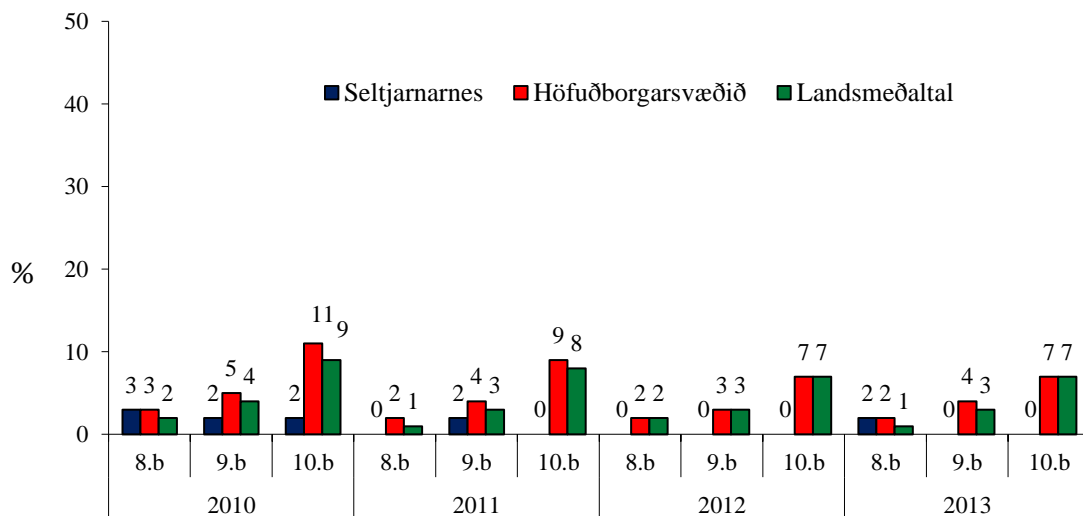 50
Seltjarnarnes Höfuðborgarsvæðið Landsmeðaltal
40
30
%
20
10
0
3 3 2 2 5 4 2 11 9 0 2 1 2 4 3 0 9 8 0 2 2 0 3 3 0 7 7 2 2 1 0 4 3 0 7 7
8.b 9.b 10.b 8.b 9.b 10.b 8.b 9.b 10.b 8.b 9.b 10.b
2010 2011 2012 2013